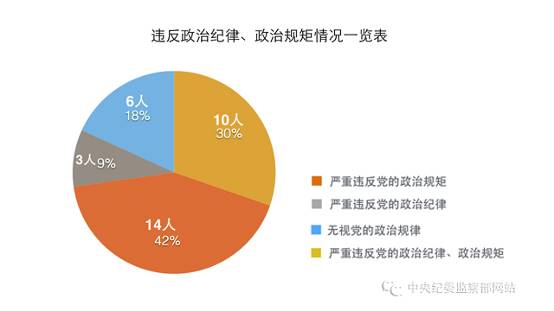 违反政治纪律、政治规矩情况一览表
10人
30%
6人
18%
3人 9%
14人
42%
严重违反党的政治规矩
严重违反党的政治纪律
无视党的政治规律
严重违反党的政治纪律、政治规矩
中央纪委监察部网站